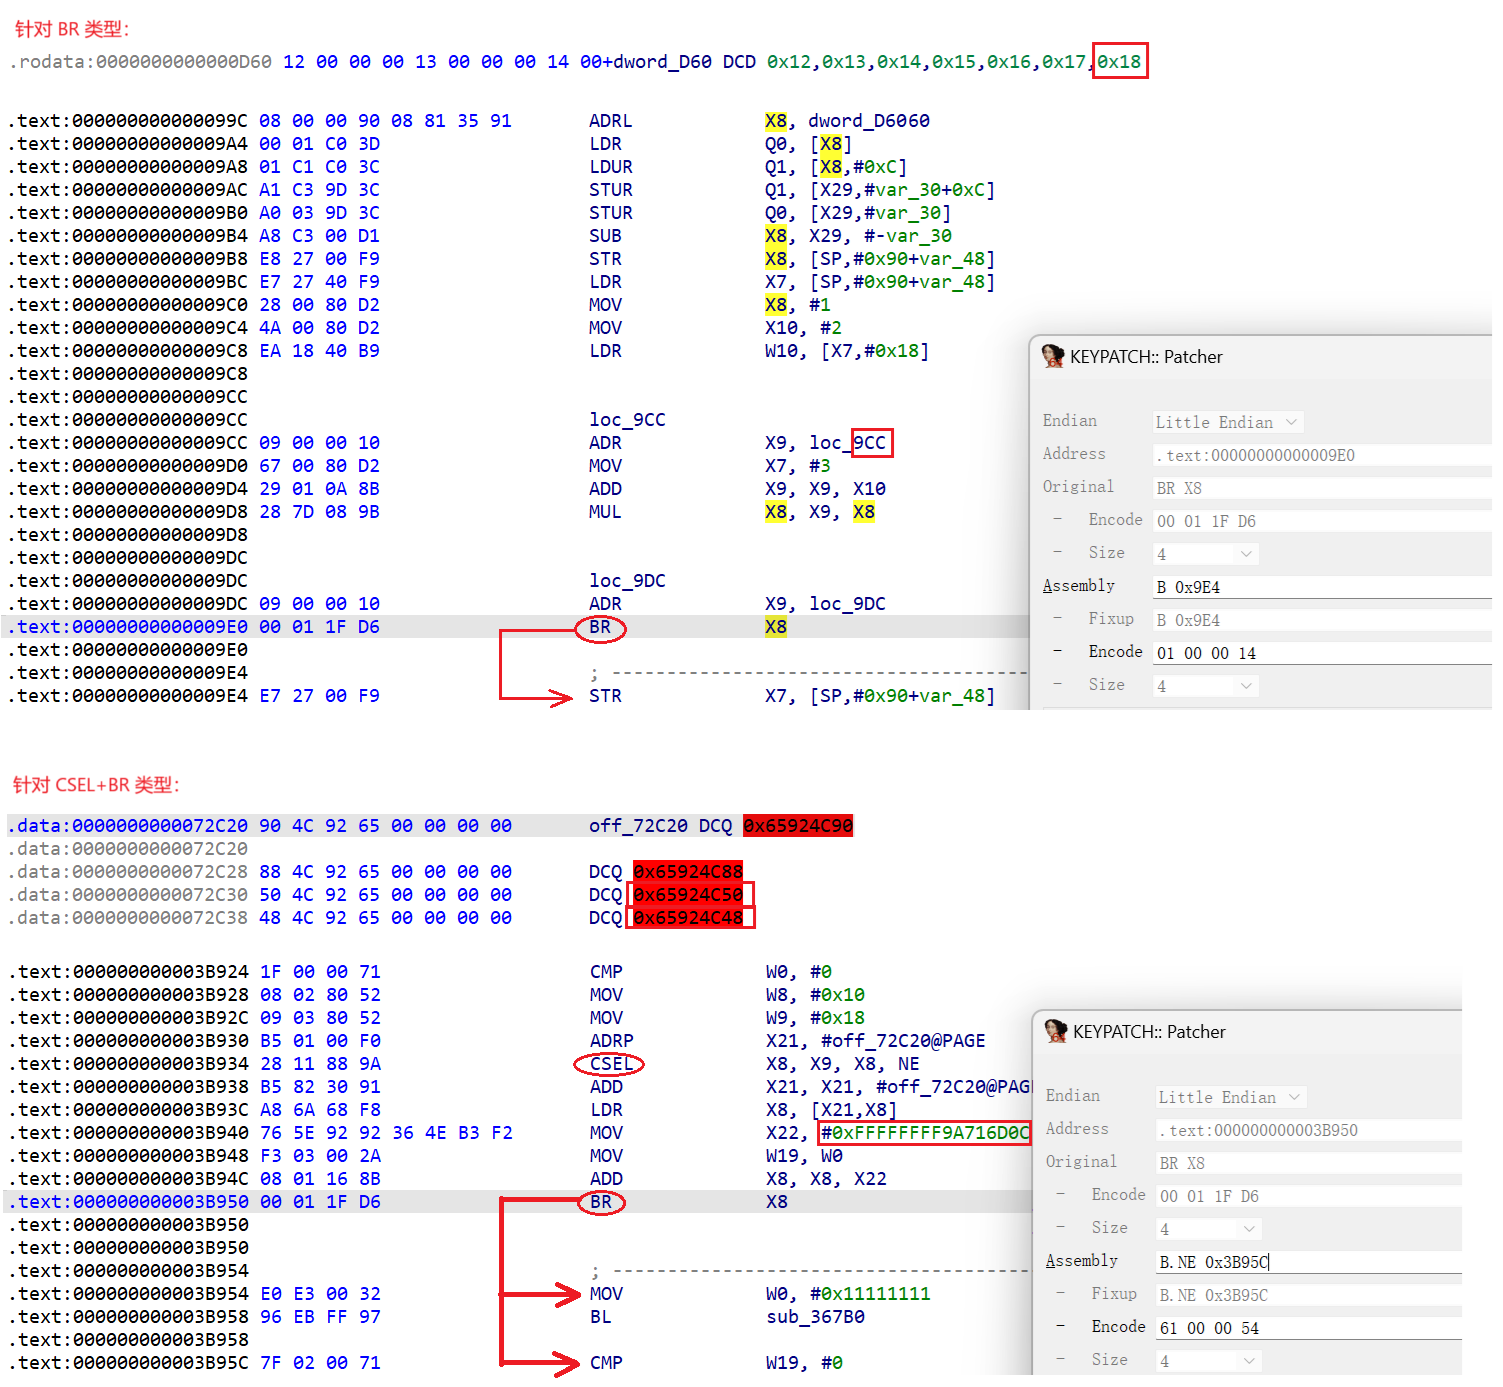 针对 BR 类型：
.rodata:0000000000000D60 12 00 00 00 13 00 00 00 14 00+dword_D60 DCD 0x12,0x13,0x14,0x15,0x16,0x17,0x18
.text:000000000000099C 08 00 00 90 08 81 35 91 ADRL X8, dword_D6060
.text:00000000000009A4 00 01 C0 3D LDR Q0, [X8]
.text:00000000000009A8 01 C1 C0 3C LDUR Q1, [X8,#0xC]
.text:00000000000009AC A1 C3 9D 3C STUR Q1, [X29,#var_30+0xC]
.text:00000000000009B0 A0 03 9D 3C STUR Q0, [X29,#var_30]
.text:00000000000009B4 A8 C3 00 D1 SUB X8, X29, #-var_30
.text:00000000000009B8 E8 27 00 F9 STR X8, [SP,#0x90+var_48]
.text:00000000000009BC E7 27 40 F9 LDR X7, [SP,#0x90+var_48]
.text:00000000000009C0 28 00 80 D2 MOV X8, #1
.text:00000000000009C4 4A 00 80 D2 MOV X10, #2
.text:00000000000009C8 EA 18 40 B9 LDR W10, [X7,#0x18]
.text:00000000000009C8
.text:00000000000009CC
.text:00000000000009CC loc_9CC
.text:00000000000009CC 09 00 00 10 ADR X9, loc_9CC
.text:00000000000009D0 67 00 80 D2 MOV X7, #3
.text:00000000000009D4 29 01 0A 8B ADD X9, X9, X10
.text:00000000000009D8 28 7D 08 9B MUL X8, X9, X8
.text:00000000000009D8
.text:00000000000009DC
.text:00000000000009DC loc_9DC
.text:00000000000009DC 09 00 00 10 ADR X9, loc_9DC
.text:00000000000009E0 00 01 1F D6 BR X8
.text:00000000000009E0
.text:00000000000009E4 ; ---------------------------------------
.text:00000000000009E4 E7 27 00 F9 STR X7, [SP,#0x90+var_48]
KEYPATCH:: Patcher
Endian Little Endian
Address .text:00000000000009E0
Original BR X8
- Encode 00 01 1F D6
- Size 4
Assembly B 0x9E4
- Fixup B 0x9E4
- Encode 01 00 00 14
- Size 4
针对 CSEL+BR 类型：
.data:0000000000072C20 90 4C 92 65 00 00 00 00 off_72C20 DCQ 0x65924C90
.data:0000000000072C20
.data:0000000000072C28 88 4C 92 65 00 00 00 00 DCQ 0x65924C88
.data:0000000000072C30 50 4C 92 65 00 00 00 00 DCQ 0x65924C50
.data:0000000000072C38 48 4C 92 65 00 00 00 00 DCQ 0x65924C48
.text:000000000003B924 1F 00 00 71 CMP W0, #0
.text:000000000003B928 08 02 80 52 MOV W8, #0x10
.text:000000000003B92C 09 03 80 52 MOV W9, #0x18
.text:000000000003B930 B5 01 00 F0 ADRP X21, #off_72C20@PAGE
.text:000000000003B934 28 11 88 9A CSEL X8, X9, X8, NE
.text:000000000003B938 B5 82 30 91 ADD X21, X21, #off_72C20@PAGE
.text:000000000003B93C A8 6A 68 F8 LDR X8, [X21,X8]
.text:000000000003B940 76 5E 92 92 36 4E B3 F2 MOV X22, #0xFFFFFFFF9A716D0C
.text:000000000003B948 F3 03 00 2A MOV W19, W0
.text:000000000003B94C 08 01 16 8B ADD X8, X8, X22
.text:000000000003B950 00 01 1F D6 BR X8
.text:000000000003B950
.text:000000000003B950
.text:000000000003B954 ; ---------------------------------------
.text:000000000003B954 E0 E3 00 32 MOV W0, #0x11111111
.text:000000000003B958 96 EB FF 97 BL sub_367B0
.text:000000000003B958
.text:000000000003B95C 7F 02 00 71 CMP W19, #0
KEYPATCH:: Patcher
Endian Little Endian
Address .text:000000000003B950
Original BR X8
- Encode 00 01 1F D6
- Size 4
Assembly B.NE 0x3B95C
- Fixup B.NE 0x3B95C
- Encode 61 00 00 54
- Size 4